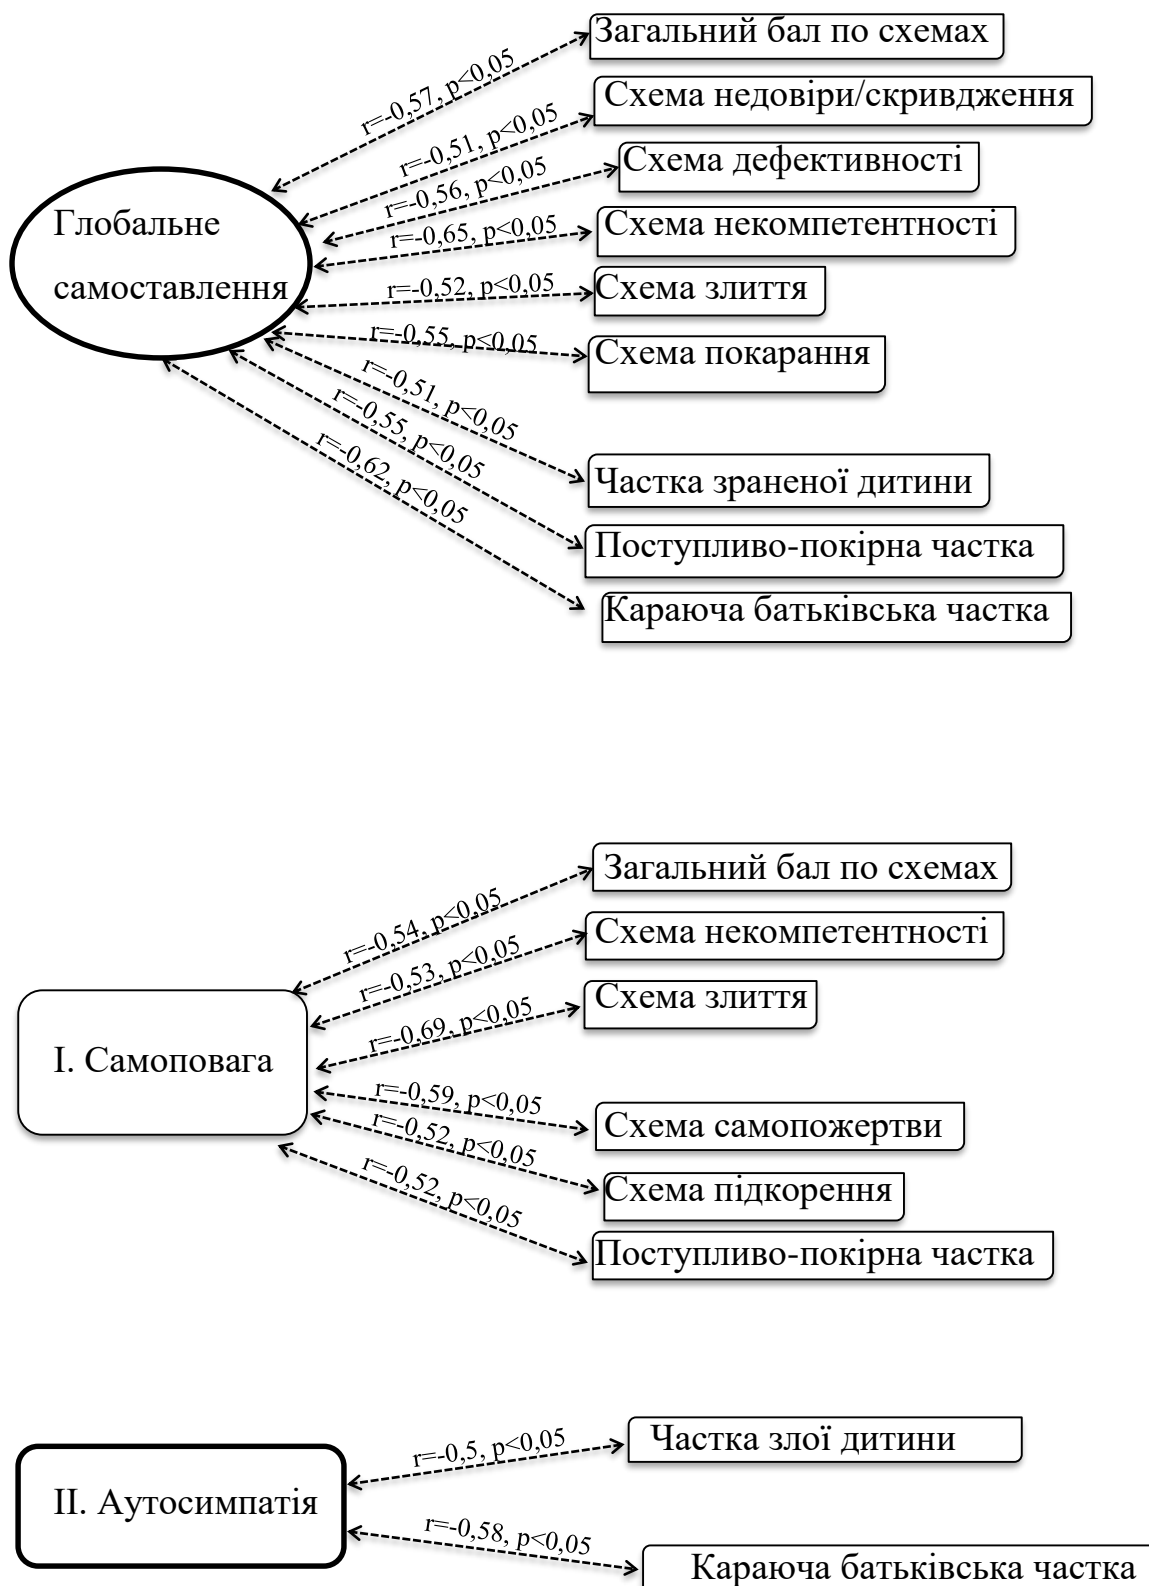 Загальний бал по схемах
r=-0,57, p<0,05
Схема недовіри/скривдження
r=-0,51, p<0,05
Схема дефективності
r=-0,56, p<0,05
Глобальне
самоставлення
Схема некомпетентності
r=-0,65, p<0,05
Схема злиття
r=-0,52, p<0,05
Схема покарання
r=-0,55, p<0,05
Частка зраненої дитини
r=-0,51, p<0,05
Поступливо-покірна частка
r=-0,55, p<0,05
Караюча батьківська частка
r=-0,62, p<0,05
Загальний бал по схемах
r=-0,54, p<0,05
Схема некомпетентності
r=-0,53, p<0,05
Схема злиття
r=-0,69, p<0,05
І. Самоповага
r=-0,59, p<0,05
Схема самопожертви
r=-0,52, p<0,05
Схема підкорення
r=-0,52, p<0,05
Поступливо-покірна частка
Частка злої дитини
r=-0,5, p<0,05
ІІ. Аутосимпатія
r=-0,58, p<0,05
Караюча батьківська частка